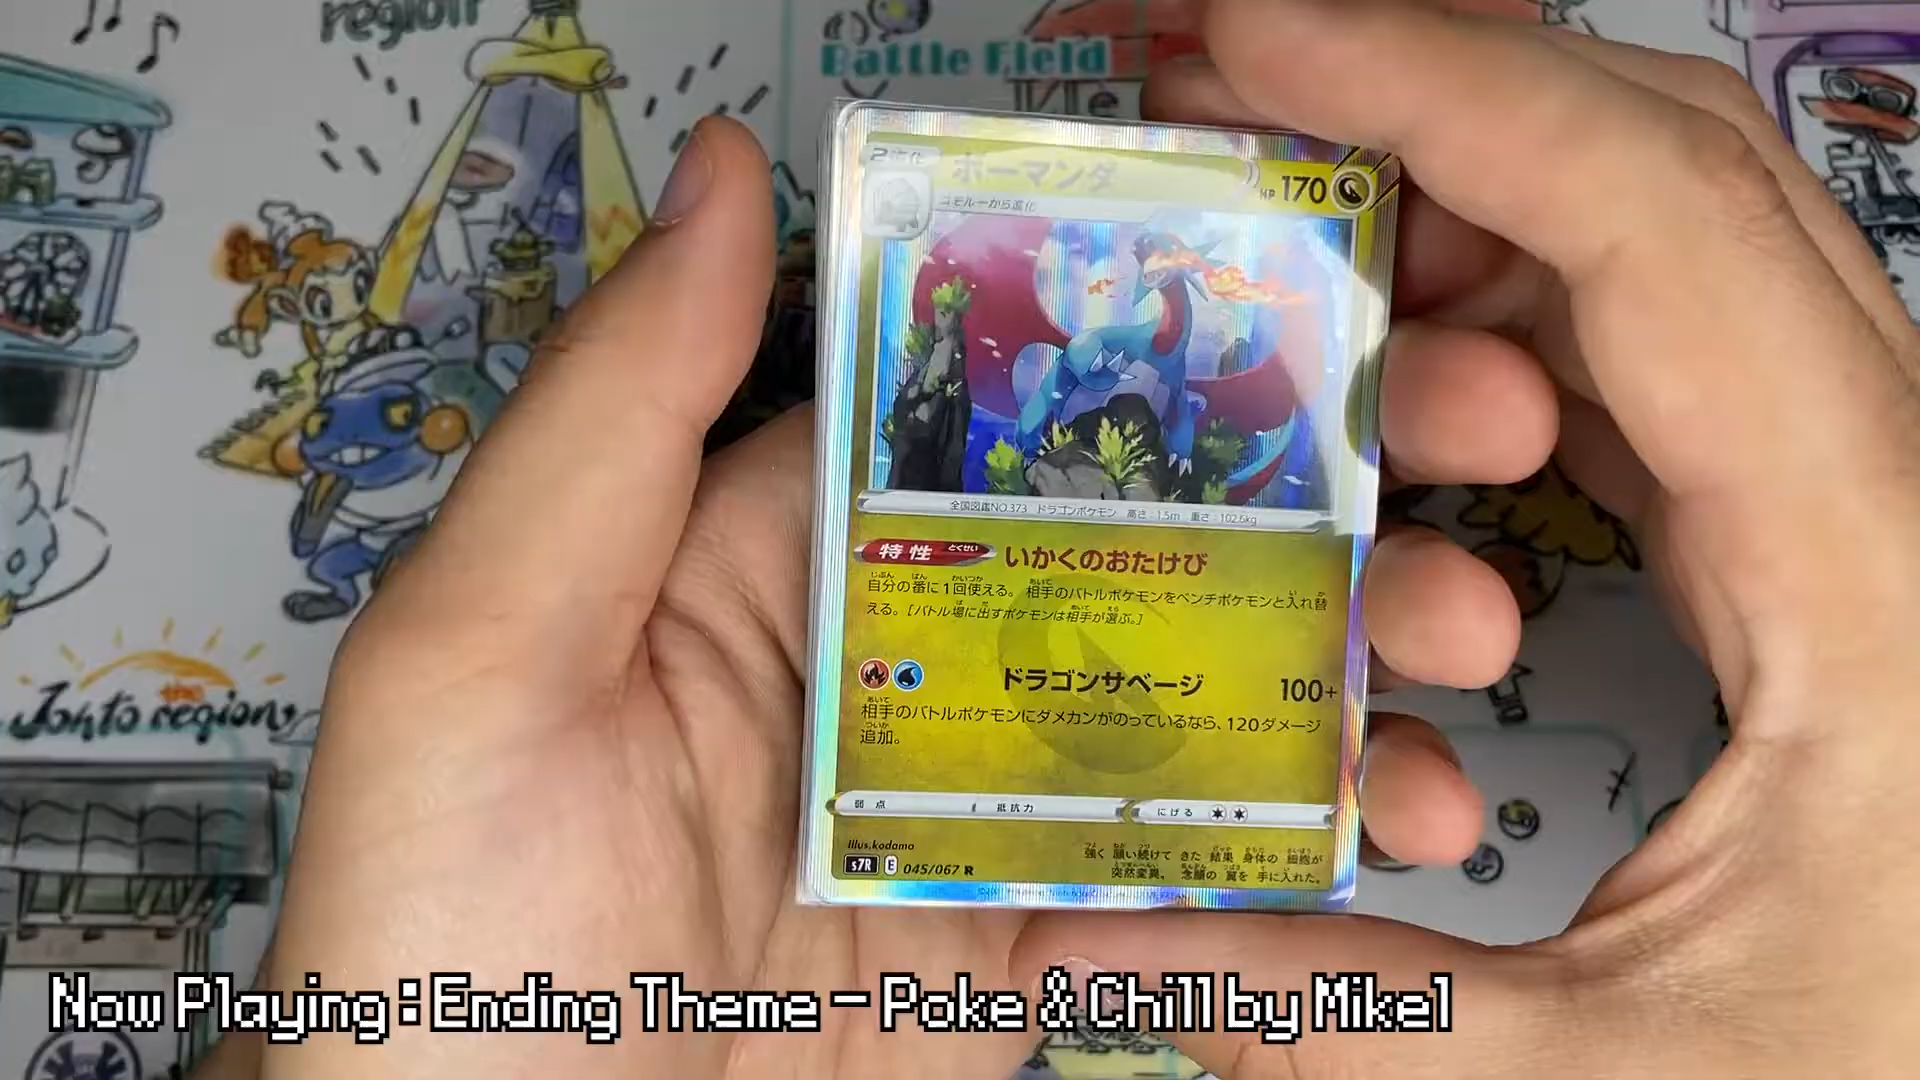 region
Battle Field
2進化
ボーマンダ
HP 170
コモルーから進化
全国図鑑NO.373 ドラゴンポケモン 高さ:1.5m 重さ:102.6kg
特性 とくせい いかくのおたけび
自分の番に1回使える。相手のバトルポケモンをベンチポケモンと入れ替
える。[バトル場に出すポケモンは相手が選ぶ。]
ドラゴンサベージ 100+
相手のバトルポケモンにダメカンがのっているなら、120ダメージ
追加。
弱点 抵抗力 にげる
illus.kodama
強く願い続けてきた結果 身体の細胞が
突然変異。念願の翼を手に入れた。
s7R E 045/067 R
Johto region
the
Now Playing : Ending Theme - Poke & Chill by Mikel